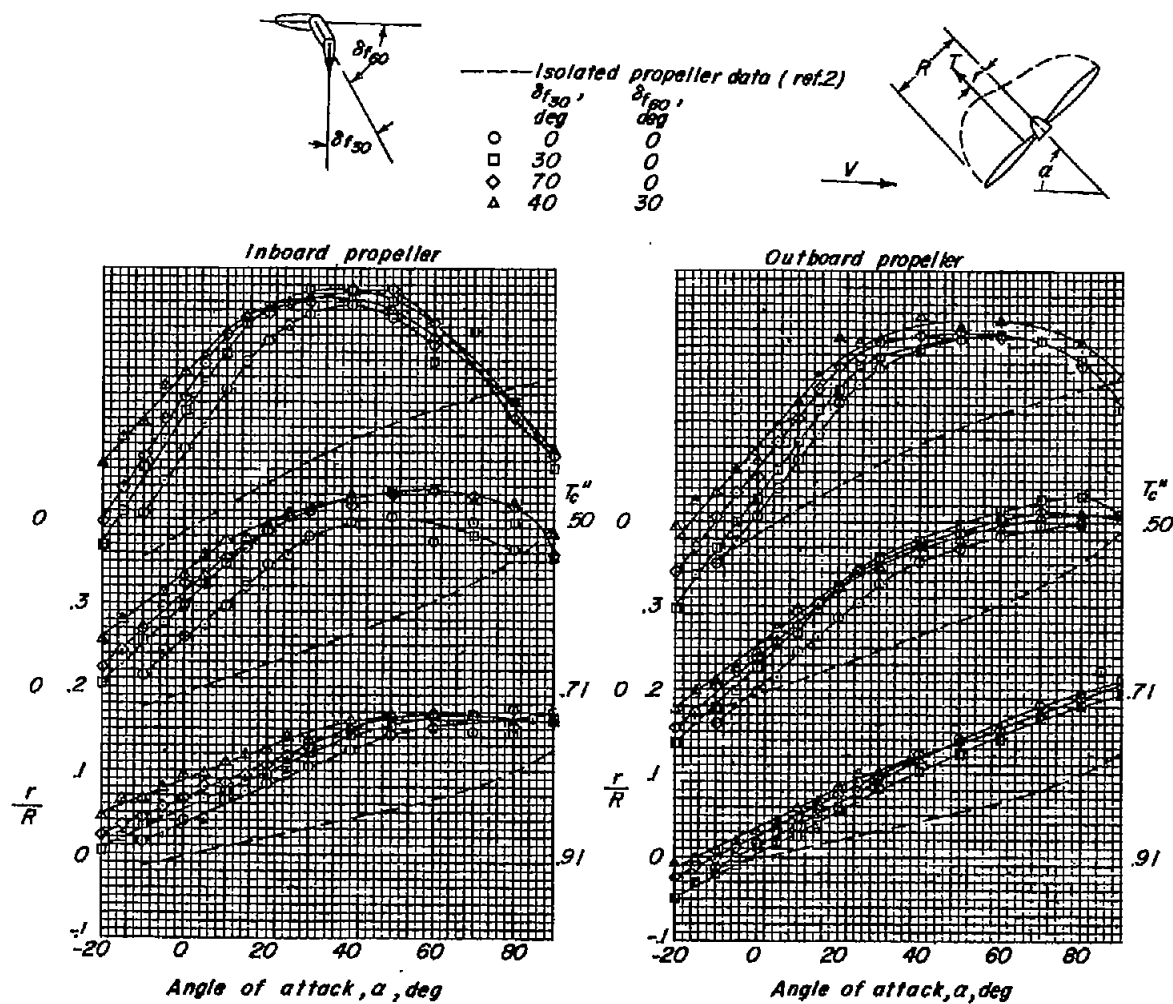 δf60
δf30
Isolated propeller data ( ref.2)
δf30, δf60,
deg deg
0 0
30 0
70 0
40 30
R
T
r
α
V
Inboard propeller
Outboard propeller
Tc"
Tc"
0 .50 0 .50
.3 .3
0 .2 .71 0 .2 .71
.1 .1
r/R r/R
0 .91 0 .91
-.1 -.1
-20 0 20 40 60 80 -20 0 20 40 60 80
Angle of attack, α, deg
Angle of attack, α, deg